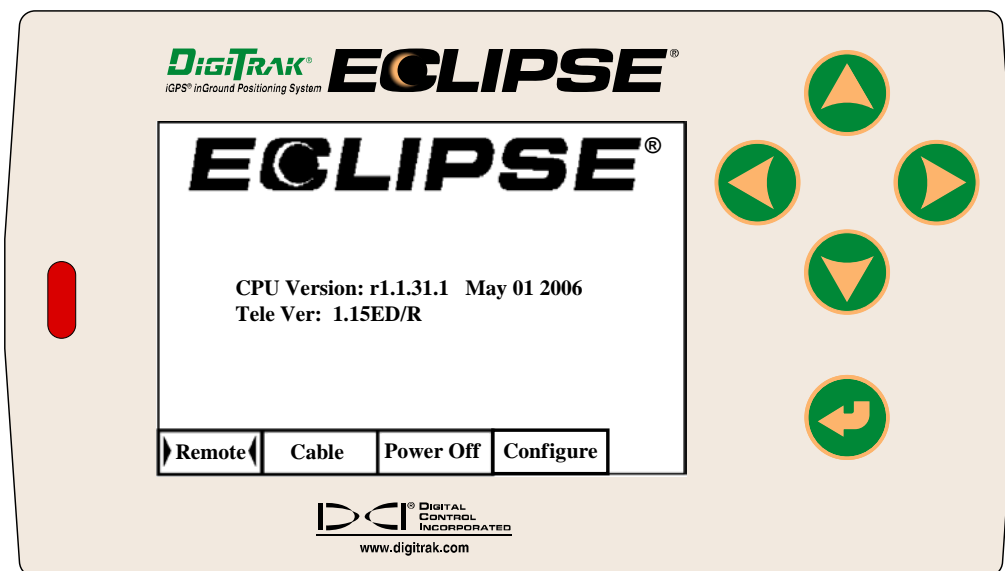 DIGITRAK®
iGPS® inGround Positioning System
ECLIPSE®
ECLIPSE®
CPU Version: r1.1.31.1 May 01 2006
Tele Ver: 1.15ED/R
Remote Cable Power Off Configure
DCI® DIGITAL
CONTROL
INCORPORATED
www.digitrak.com